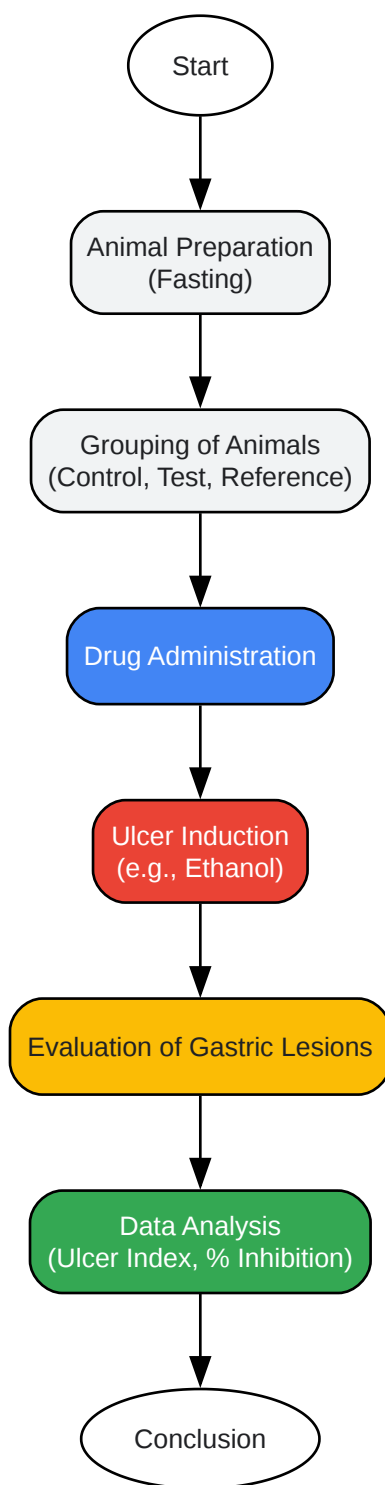 Start
Animal Preparation
(Fasting)
Grouping of Animals
(Control, Test, Reference)
Drug Administration
Ulcer Induction
(e.g., Ethanol)
Evaluation of Gastric Lesions
Data Analysis
(Ulcer Index, % Inhibition)
Conclusion